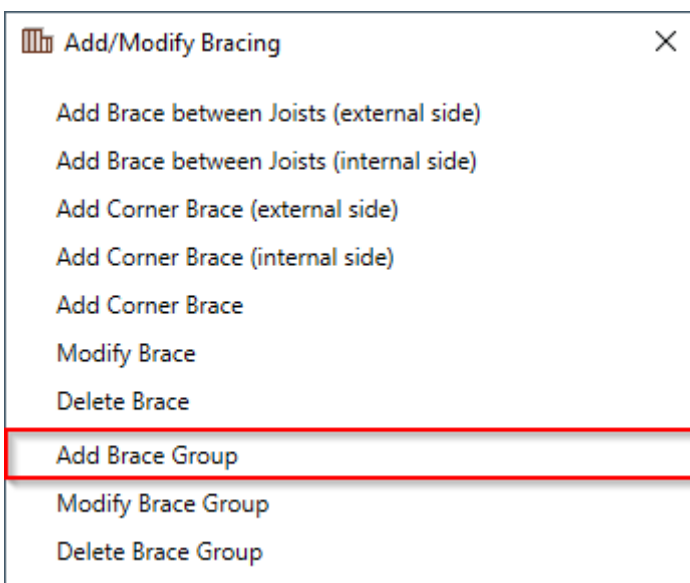 Add/Modify Bracing
Add Brace between Joists (external side)
Add Brace between Joists (internal side)
Add Corner Brace (external side)
Add Corner Brace (internal side)
Add Corner Brace
Modify Brace
Delete Brace
Add Brace Group
Modify Brace Group
Delete Brace Group